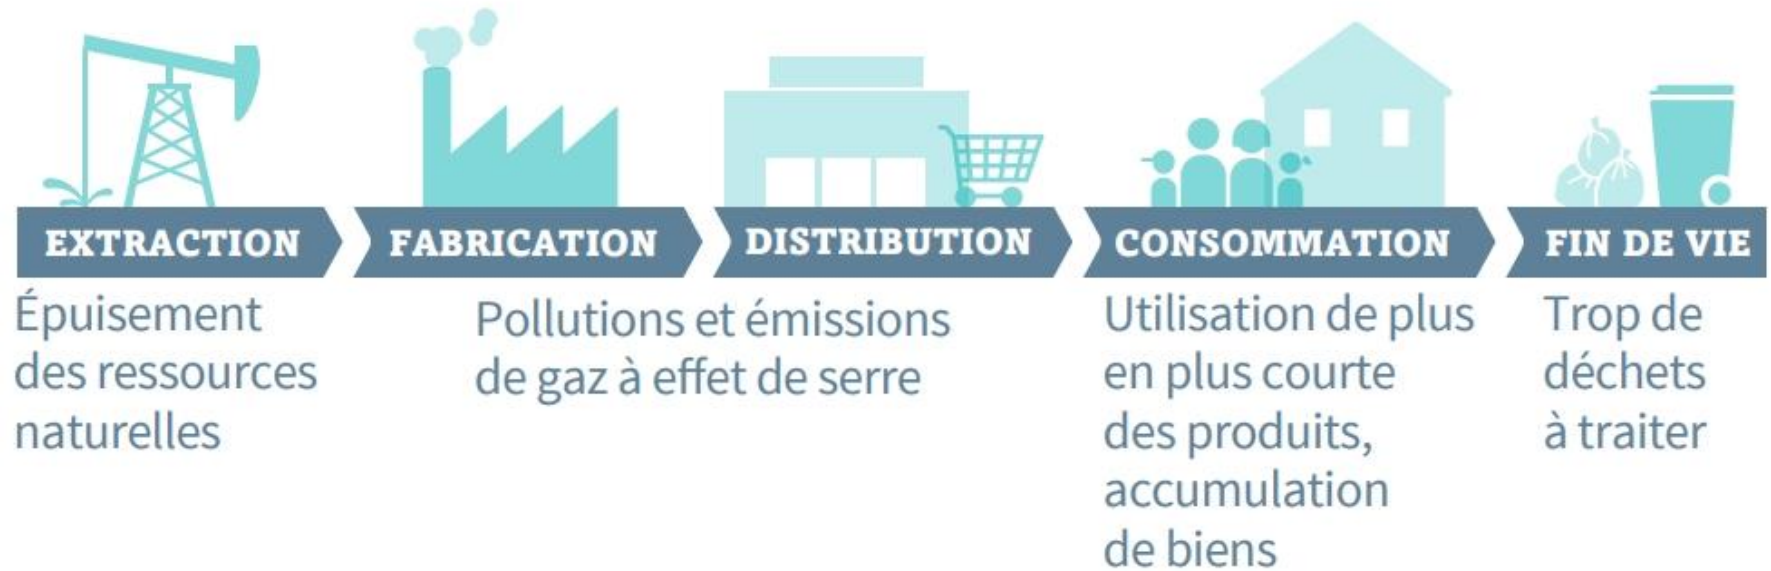 EXTRACTION
FABRICATION
DISTRIBUTION
CONSOMMATION
FIN DE VIE
Épuisement
des ressources
naturelles
Pollutions et émissions
de gaz à effet de serre
Utilisation de plus
en plus courte
des produits,
accumulation
de biens
Trop de
déchets
à traiter